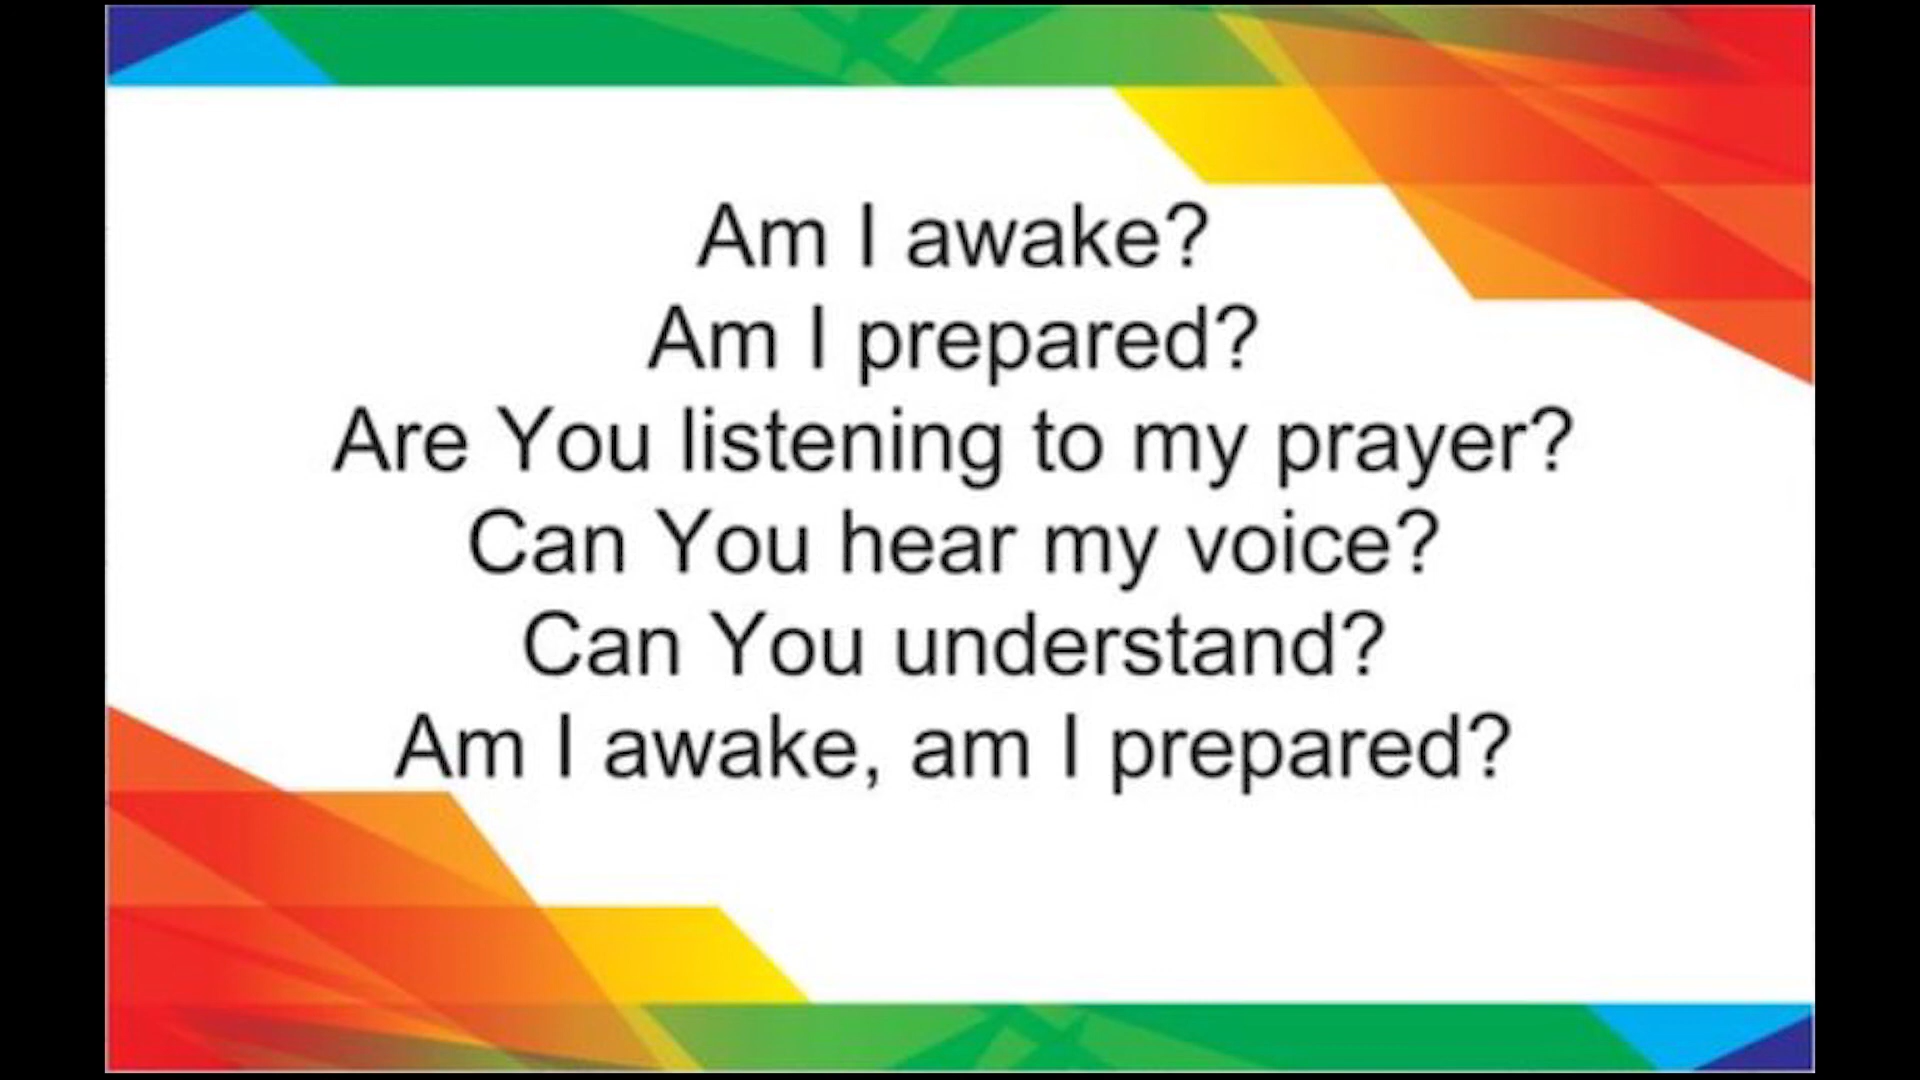 Am I awake?
Am I prepared?
Are You listening to my prayer?
Can You hear my voice?
Can You understand?
Am I awake, am I prepared?